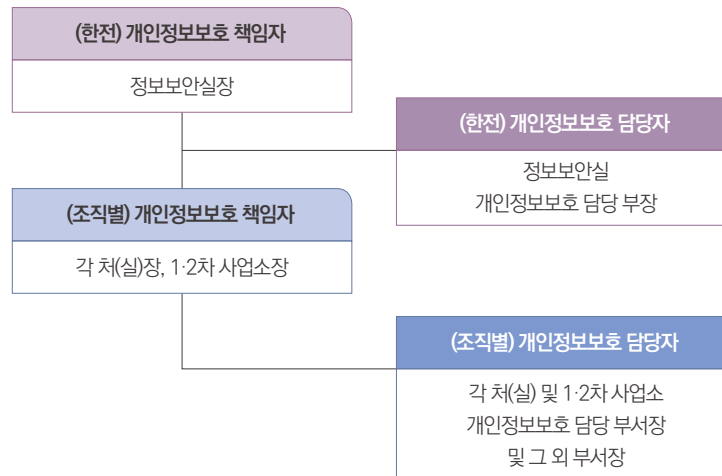 (한전) 개인정보보호 책임자
정보보안실장
(한전) 개인정보보호 담당자
정보보안실
개인정보보호 담당 부장
(조직별) 개인정보보호 책임자
각 처(실)장, 1·2차 사업소장
(조직별) 개인정보보호 담당자
각 처(실) 및 1·2차 사업소
개인정보보호 담당 부서장
및 그 외 부서장